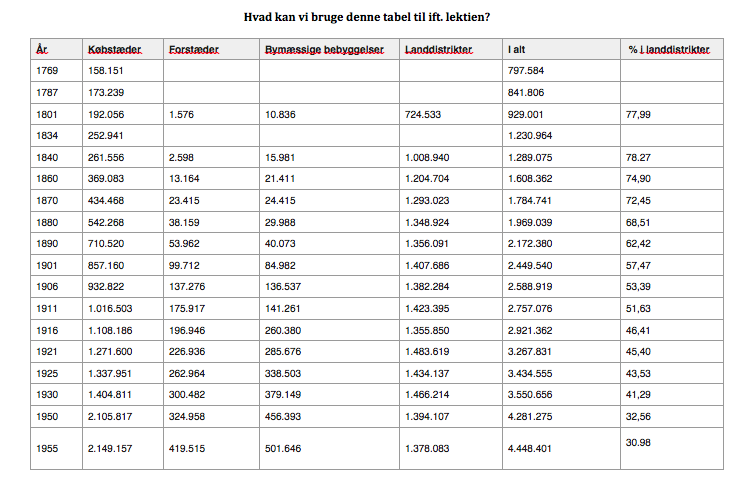 Hvad kan vi bruge denne tabel til ift. lektien?
År Købstæder Forstæder Bymæssige bebyggelser Landdistrikter I alt % i landdistrikter
1769 158.151 797.584
1787 173.239 841.806
1801 192.056 1.576 10.836 724.533 929.001 77,99
1834 252.941 1.230.964
1840 261.556 2.598 15.981 1.008.940 1.289.075 78.27
1860 369.083 13.164 21.411 1.204.704 1.608.362 74,90
1870 434.468 23.415 24.415 1.293.023 1.784.741 72,45
1880 542.268 38.159 29.988 1.348.924 1.969.039 68,51
1890 710.520 53.962 40.073 1.356.091 2.172.380 62,42
1901 857.160 99.712 84.982 1.407.686 2.449.540 57,47
1906 932.822 137.276 136.537 1.382.284 2.588.919 53,39
1911 1.016.503 175.917 141.261 1.423.395 2.757.076 51,63
1916 1.108.186 196.946 260.380 1.355.850 2.921.362 46,41
1921 1.271.600 226.936 285.676 1.483.619 3.267.831 45,40
1925 1.337.951 262.964 338.503 1.434.137 3.434.555 43,53
1930 1.404.811 300.482 379.149 1.466.214 3.550.656 41,29
1950 2.105.817 324.958 456.393 1.394.107 4.281.275 32,56
1955 2.149.157 419.515 501.646 1.378.083 4.448.401 30.98